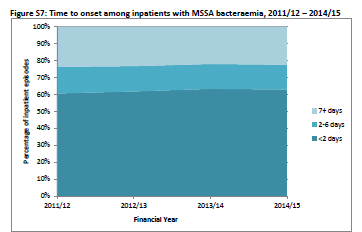 Figure S7: Time to onset among inpatients with MSSA bacteraemia, 2011/12 – 2014/15
100%
90%
80%
70%
60%
50%
40%
30%
20%
10%
0%
Percentage of inpatient episodes
2011/12
2012/13
2013/14
2014/15
Financial Year
7+ days
2-6 days
<2 days